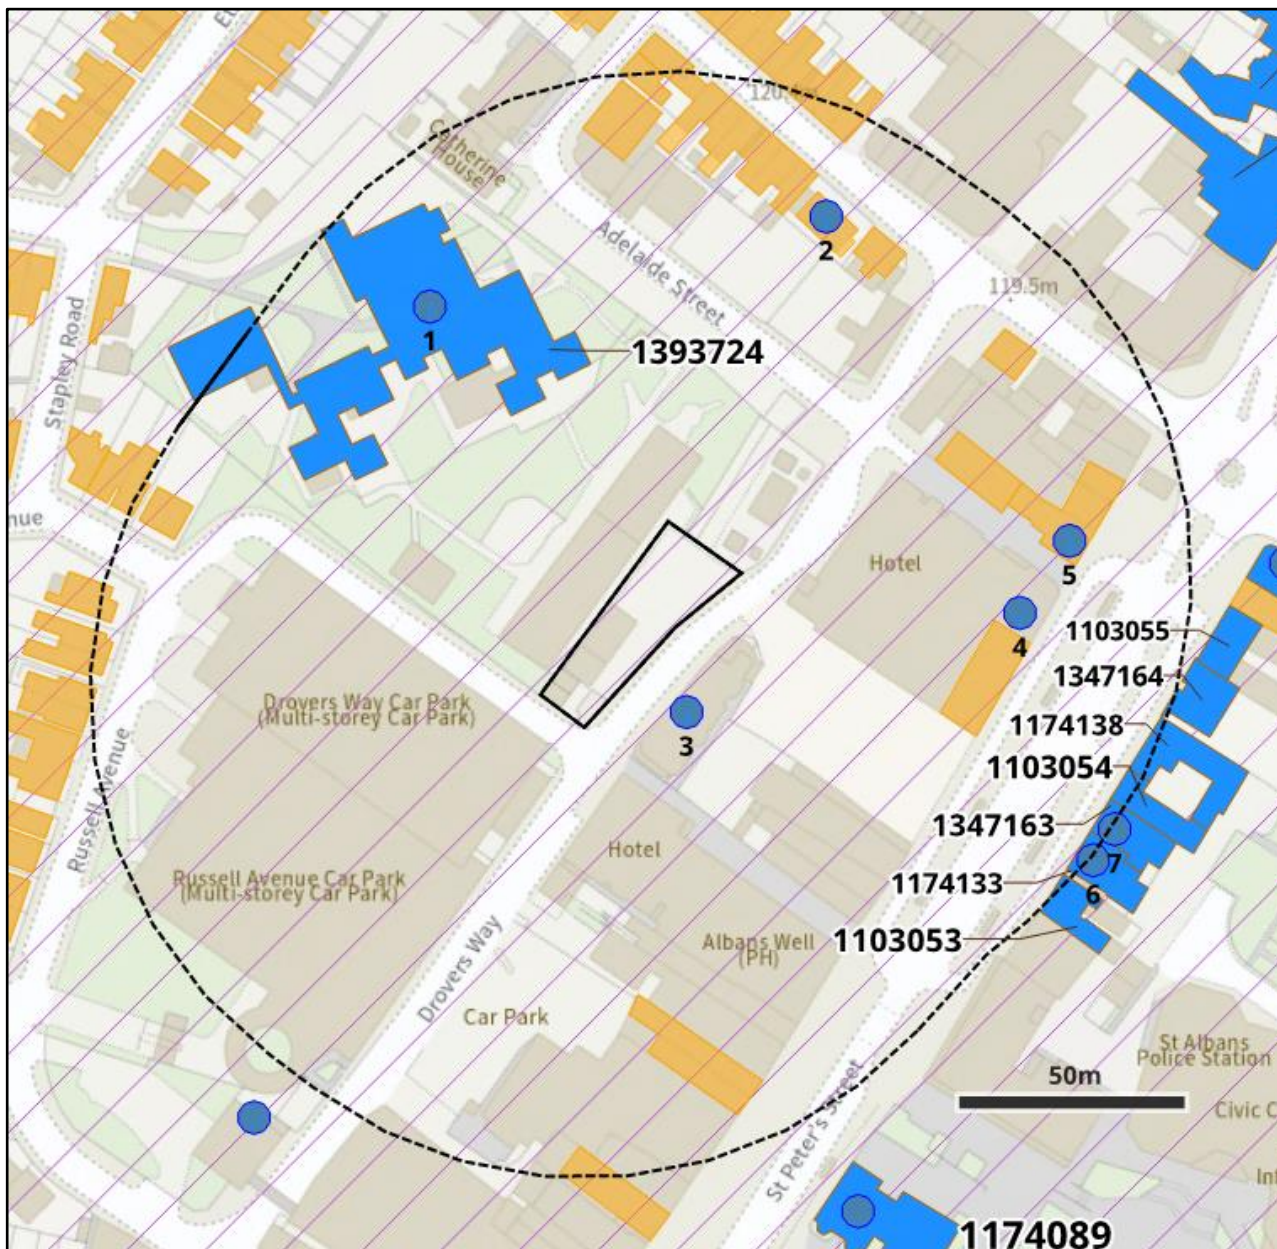 120.
Catherine
House
2
Adelaide Street
119.5m
1
1393724
Stapley Road
nue
Hotel
5
4
1103055
1347164
Drovers Way Car Park
(Multi-storey Car Park)
3
1174138
1103054
Russell Avenue
1347163
Hotel
7
Russell Avenue Car Park
(Multi-storey Car Park)
1174133
6
Albans Well
(PH)
1103053
Drovers Way
Car Park
St Albans
Police Station
50m
St Peter's Street
Civic C
In
1174089